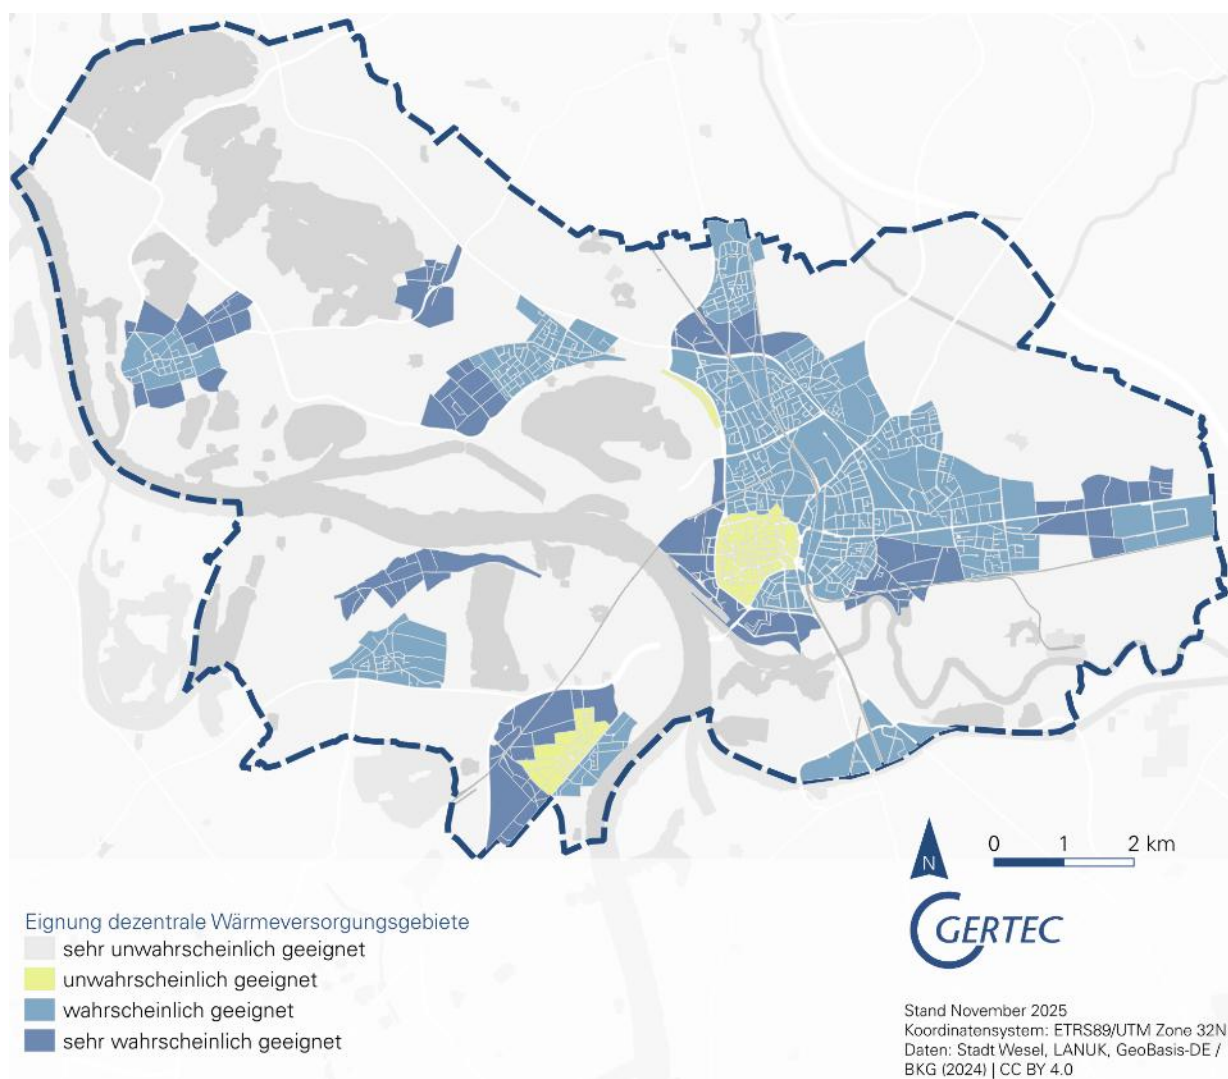 0 1 2 km
N
GERTEC
Eignung dezentrale Wärmeversorgungsgebiete
sehr unwahrscheinlich geeignet
unwahrscheinlich geeignet
wahrscheinlich geeignet
sehr wahrscheinlich geeignet
Stand November 2025
Koordinatensystem: ETRS89/UTM Zone 32N
Daten: Stadt Wesel, LANUK, GeoBasis-DE /
BKG (2024) | CC BY 4.0